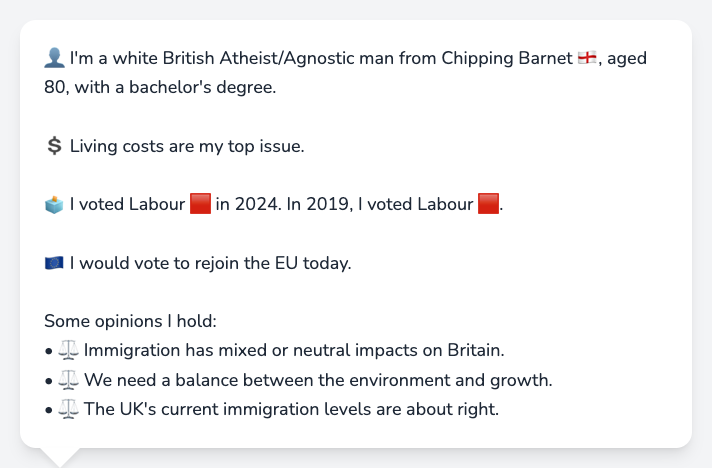 👤 I'm a white British Atheist/Agnostic man from Chipping Barnet 🏴󠁧󠁢󠁥󠁮󠁧󠁿, aged
80, with a bachelor's degree.
💲 Living costs are my top issue.
🗳️ I voted Labour 🟥 in 2024. In 2019, I voted Labour 🟥.
🇪🇺 I would vote to rejoin the EU today.
Some opinions I hold:
• ⚖️ Immigration has mixed or neutral impacts on Britain.
• ⚖️ We need a balance between the environment and growth.
• ⚖️ The UK's current immigration levels are about right.